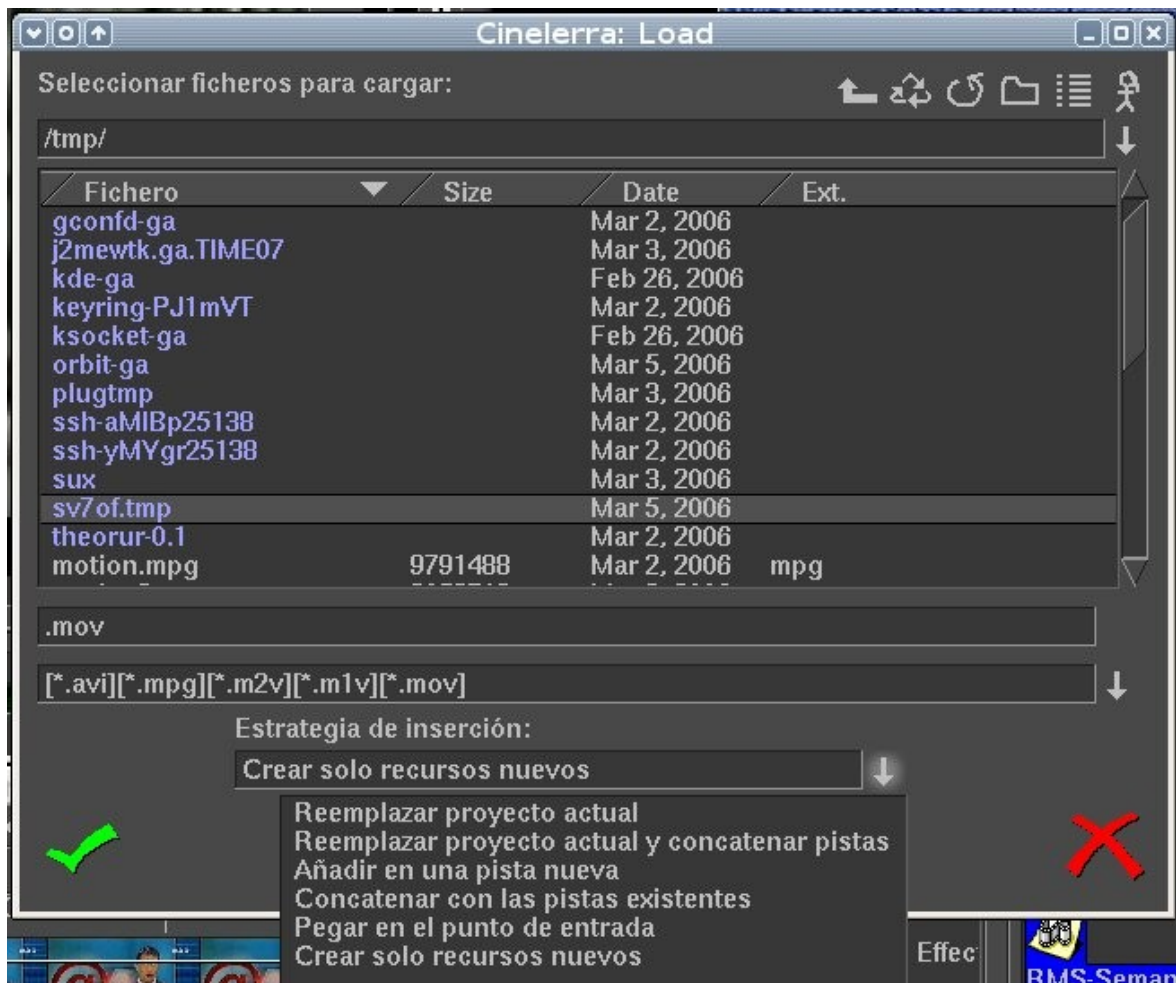 Cinelerra: Load
Seleccionar ficheros para cargar:
/tmp/
Fichero Size Date Ext.
gconfd-ga Mar 2, 2006
j2mewtk.ga.TIME07 Mar 3, 2006
kde-ga Feb 26, 2006
keyring-PJ1mVT Mar 2, 2006
ksocket-ga Feb 26, 2006
orbit-ga Mar 5, 2006
plugtmp Mar 3, 2006
ssh-aMIBp25138 Mar 2, 2006
ssh-yMYgr25138 Mar 2, 2006
sux Mar 3, 2006
sv7of.tmp Mar 5, 2006
theorur-0.1 Mar 2, 2006
motion.mpg 9791488 Mar 2, 2006 mpg
.mov
[*.avi][*.mpg][*.m2v][*.m1v][*.mov]
Estrategia de inserción:
Crear solo recursos nuevos
Reemplazar proyecto actual
Reemplazar proyecto actual y concatenar pistas
Añadir en una pista nueva
Concatenar con las pistas existentes
Pegar en el punto de entrada
Crear solo recursos nuevos
Effec
RMS-Seman